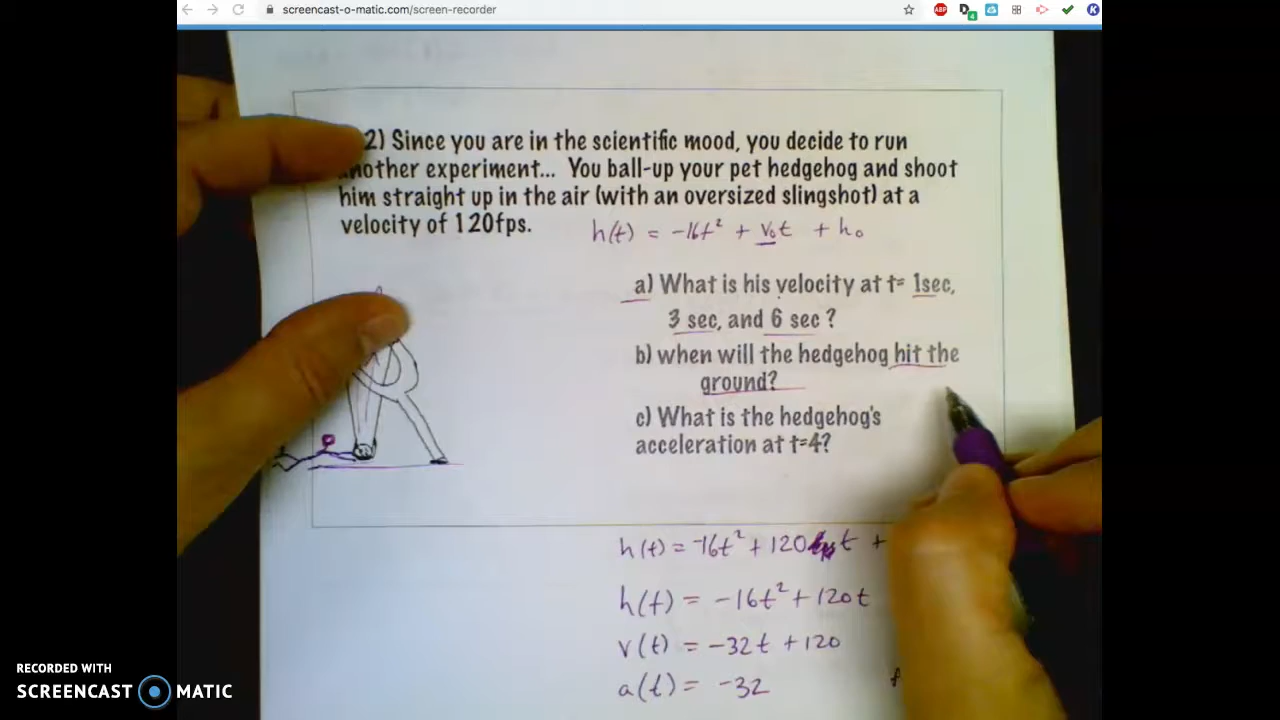 screencast-o-matic.com/screen-recorder
ABP
D
4
K
2) Since you are in the scientific mood, you decide to run
another experiment... You ball-up your pet hedgehog and shoot
him straight up in the air (with an oversized slingshot) at a
velocity of 120fps.
h(t) = -16t² + v₀t + h₀
a) What is his velocity at t= 1sec,
3 sec, and 6 sec ?
b) when will the hedgehog hit the
ground?
c) What is the hedgehog's
acceleration at t=4?
h(t) = -16t² + 120 t +
h(t) = -16t² + 120t
v(t) = -32t + 120
a(t) = -32
RECORDED WITH
SCREENCAST MATIC